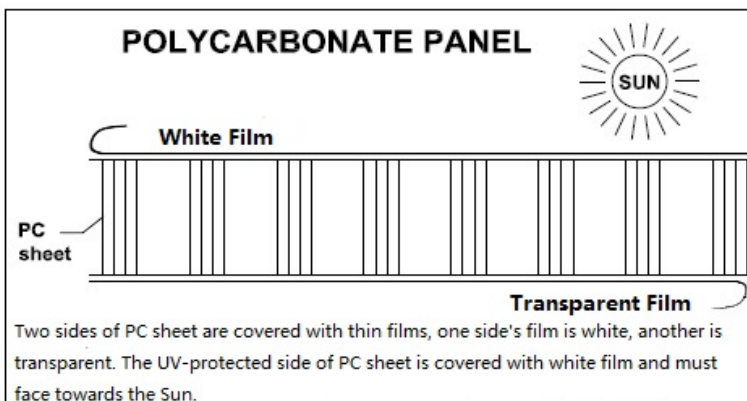 POLYCARBONATE PANEL
SUN
White Film
PC
sheet
Transparent Film
Two sides of PC sheet are covered with thin films, one side's film is white, another is
transparent. The UV-protected side of PC sheet is covered with white film and must
face towards the Sun.